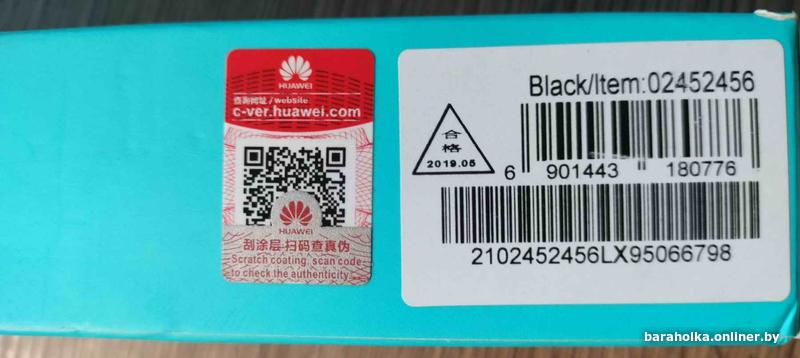 HUAWEI
查询网址 / website
c-ver.huawei.com
HUAWEI
刮涂层 扫码查真伪
Scratch coating, scan code
to check the authenticity
Black/Item:02452456
合
格
2019.05
6 901443 180776
2102452456LX95066798
baraholka.onliner.by